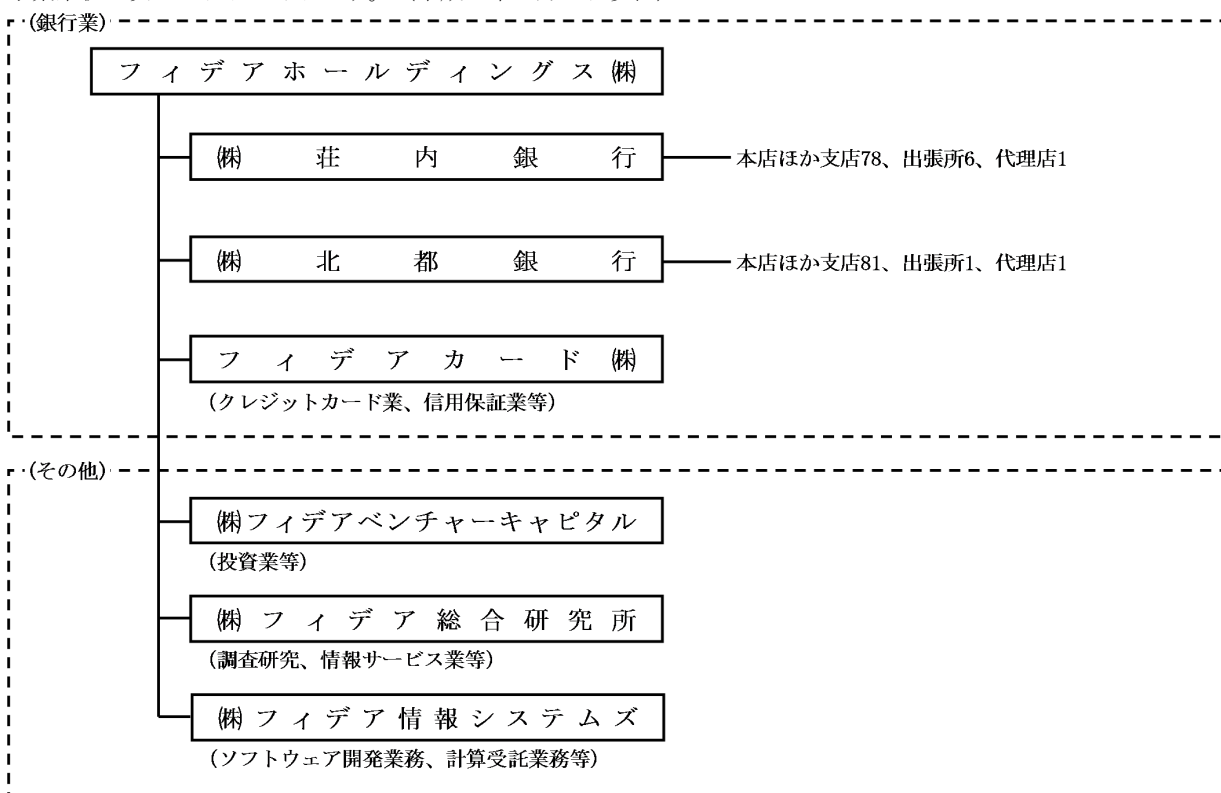 (銀行業)
フィデアホールディングス㈱
㈱荘内銀行
本店ほか支店78、出張所6、代理店1
㈱北都銀行
本店ほか支店81、出張所1、代理店1
フィデアカード㈱
(クレジットカード業、信用保証業等)
(その他)
㈱フィデアベンチャーキャピタル
(投資業等)
㈱フィデア総合研究所
(調査研究、情報サービス業等)
㈱フィデア情報システムズ
(ソフトウェア開発業務、計算受託業務等)